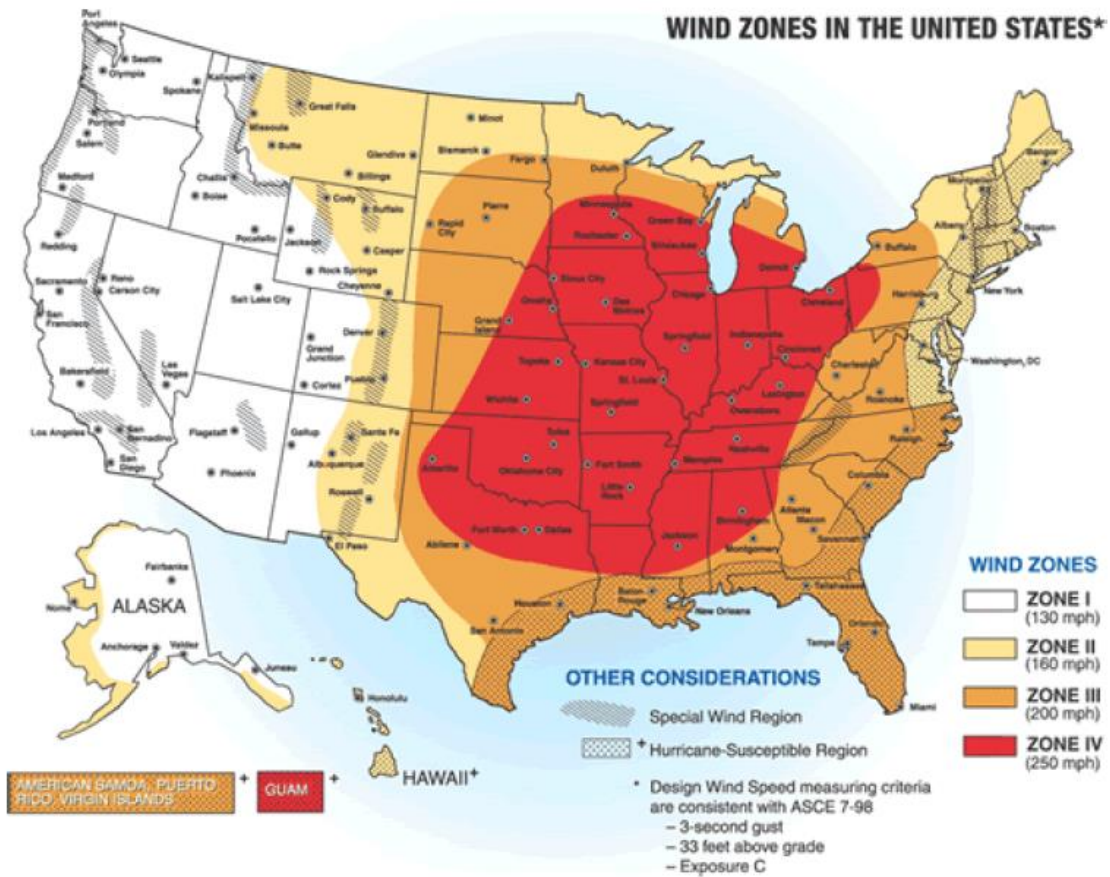 WIND ZONES IN THE UNITED STATES*
Port
Angeles
Seattle
Olympia
Spokane
Kalispell
Great Falls
Portland
Salem
Missoula
Butte
Glendive
Billings
Minot
Bismarck
Fargo
Duluth
Medford
Challis
Boise
Cody
Buffalo
Pocatello
Jackson
Casper
Rapid
City
Pierre
Minneapolis
Rochester
Green Bay
Milwaukee
Detroit
Chicago
Cleveland
Buffalo
Albany
Montpelier
Bangor
Boston
New York
Harrisburg
Washington, DC
Redding
Reno
Carson City
Sacramento
San
Francisco
Salt Lake City
Rock Springs
Cheyenne
Sioux City
Omaha
Des
Moines
Grand
Island
Denver
Grand
Junction
Pueblo
Cortez
Las
Vegas
Bakersfield
Topeka
Kansas City
Springfield
Indianapolis
Cincinnati
St. Louis
Charleston
Lexington
Roanoke
Wichita
Springfield
Owensboro
Los Angeles
San
Bernadino
San
Diego
Flagstaff
Phoenix
Gallup
Santa Fe
Albuquerque
Roswell
El Paso
Amarillo
Tulsa
Oklahoma City
Fort Smith
Little
Rock
Memphis
Nashville
Raleigh
Columbia
Atlanta
Macon
Savannah
Birmingham
Montgomery
Jackson
Fort Worth
Dallas
Abilene
San Antonio
Houston
Baton
Rouge
New Orleans
Tallahassee
Orlando
Tampa
Miami
Fairbanks
Nome
ALASKA
Anchorage
Valdez
Juneau
Honolulu
HAWAII+
AMERICAN SAMOA, PUERTO
RICO, VIRGIN ISLANDS
+
GUAM
+
WIND ZONES
ZONE I
(130 mph)
ZONE II
(160 mph)
ZONE III
(200 mph)
ZONE IV
(250 mph)
OTHER CONSIDERATIONS
Special Wind Region
+ Hurricane-Susceptible Region
* Design Wind Speed measuring criteria
are consistent with ASCE 7-98
– 3-second gust
– 33 feet above grade
– Exposure C